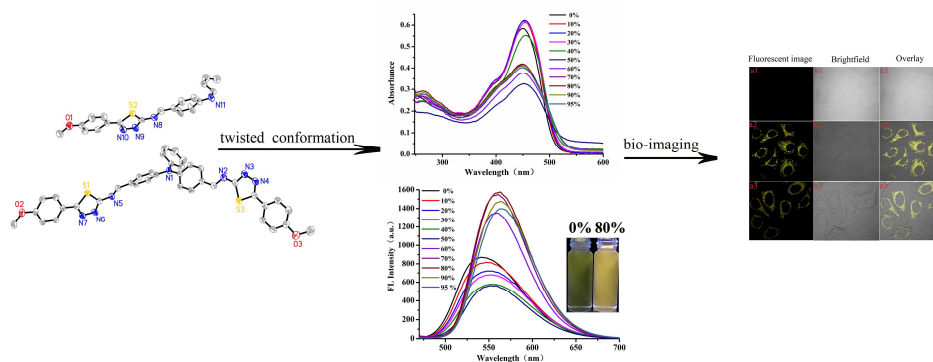 S2
O1
N11
N10
N9
N8
twisted conformation
N2
N3
N4
N1
S1
O2
N7
N6
N5
S3
O3
Absorbance
0.6
0.5
0.4
0.3
0.2
0.1
0.0
300
400
500
600
Wavelength（nm）
0%
10%
20%
30%
40%
50%
60%
70%
80%
90%
95%
FL Intensity (a.u.)
1600
1400
1200
1000
800
600
400
200
0
500
550
600
650
700
Wavelength（nm）
0%
10%
20%
30%
40%
50%
60%
70%
80%
90%
95 %
0% 80%
bio-imaging
Fluorescent image Brightfield Overlay
a1 b1 c1
a2
a3